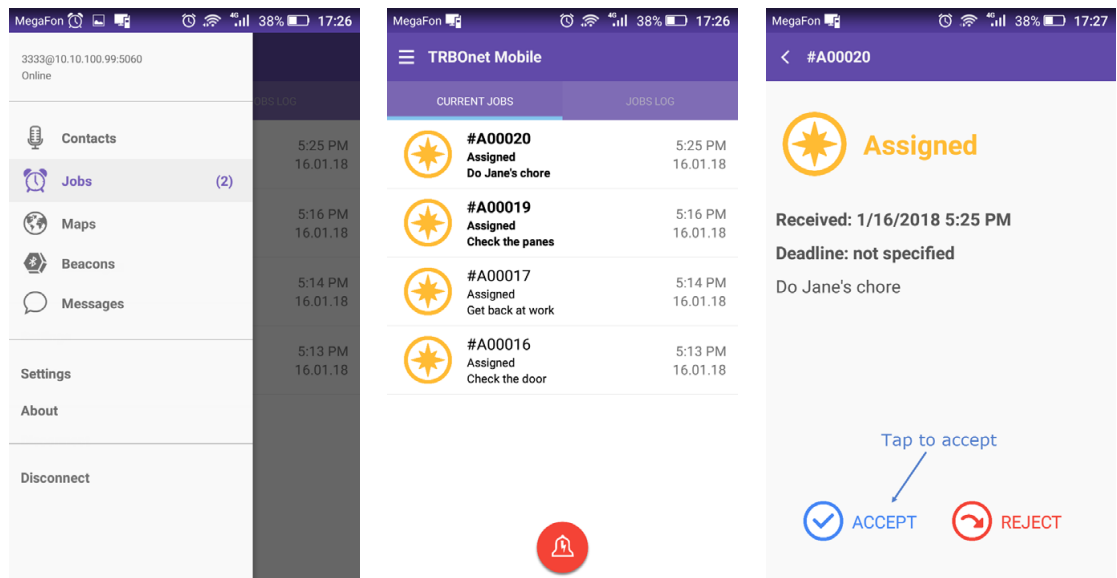 MegaFon 4G 38% 17:26
3333@10.10.100.99:5060
Online
OBS LOG
Contacts
5:25 PM
Jobs (2)
16.01.18
Maps
5:16 PM
16.01.18
Beacons
Messages
5:14 PM
16.01.18
Settings
5:13 PM
16.01.18
About
Disconnect
MegaFon 4G 38% 17:26
TRBOnet Mobile
CURRENT JOBS JOBS LOG
#A00020
Assigned
Do Jane's chore
5:25 PM
16.01.18
#A00019
Assigned
Check the panes
5:16 PM
16.01.18
#A00017
Assigned
Get back at work
5:14 PM
16.01.18
#A00016
Assigned
Check the door
5:13 PM
16.01.18
MegaFon 4G 38% 17:27
#A00020
Assigned
Received: 1/16/2018 5:25 PM
Deadline: not specified
Do Jane's chore
Tap to accept
ACCEPT REJECT